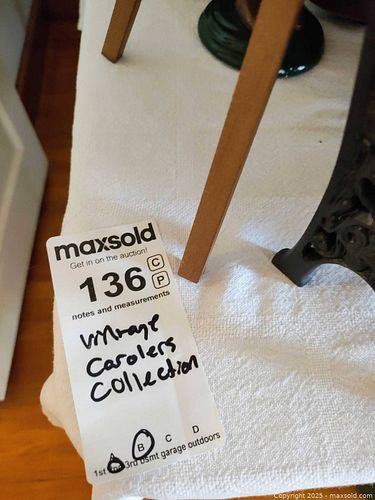 maxsold
Get in on the auction!
136 C
P
notes and measurements
Vintage
Carolers
Collection
A B C D
1st 3rd bsmt garage outdoors
Copyright 2025 - maxsold.com